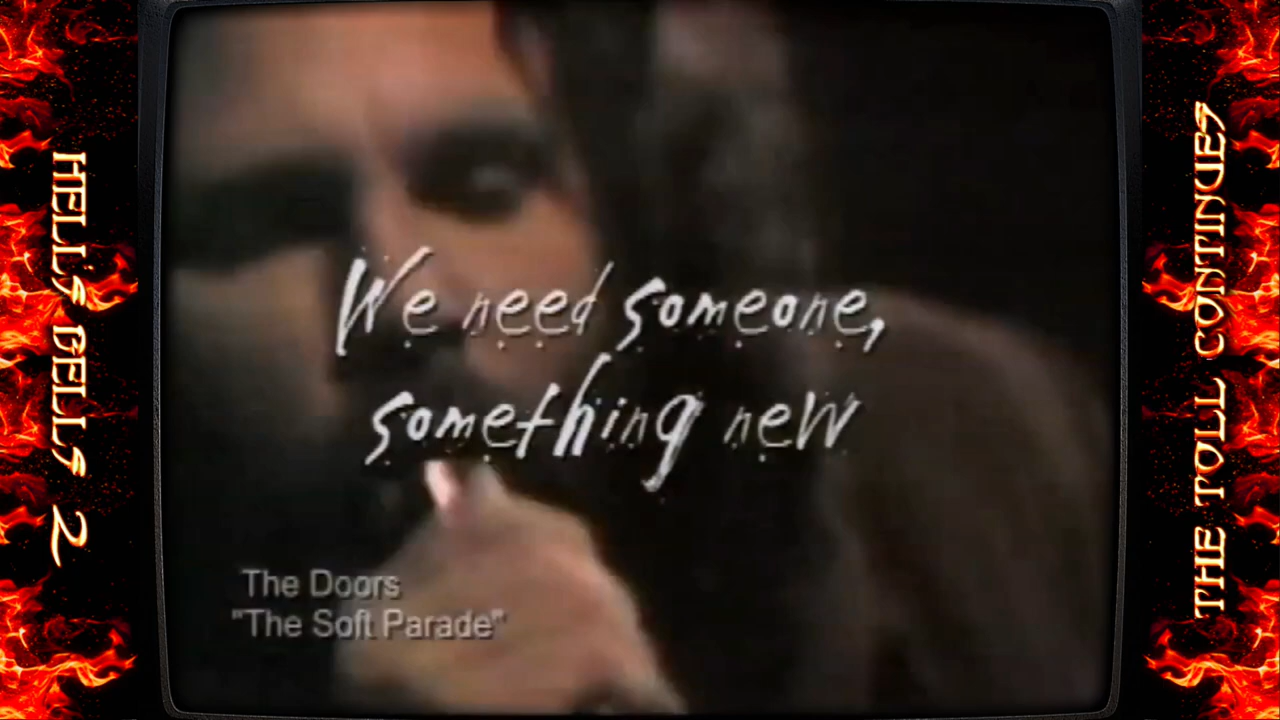 HELL'S BELLS 2
We need someone,
something new
The Doors
"The Soft Parade"
THE TOLL CONTINUES